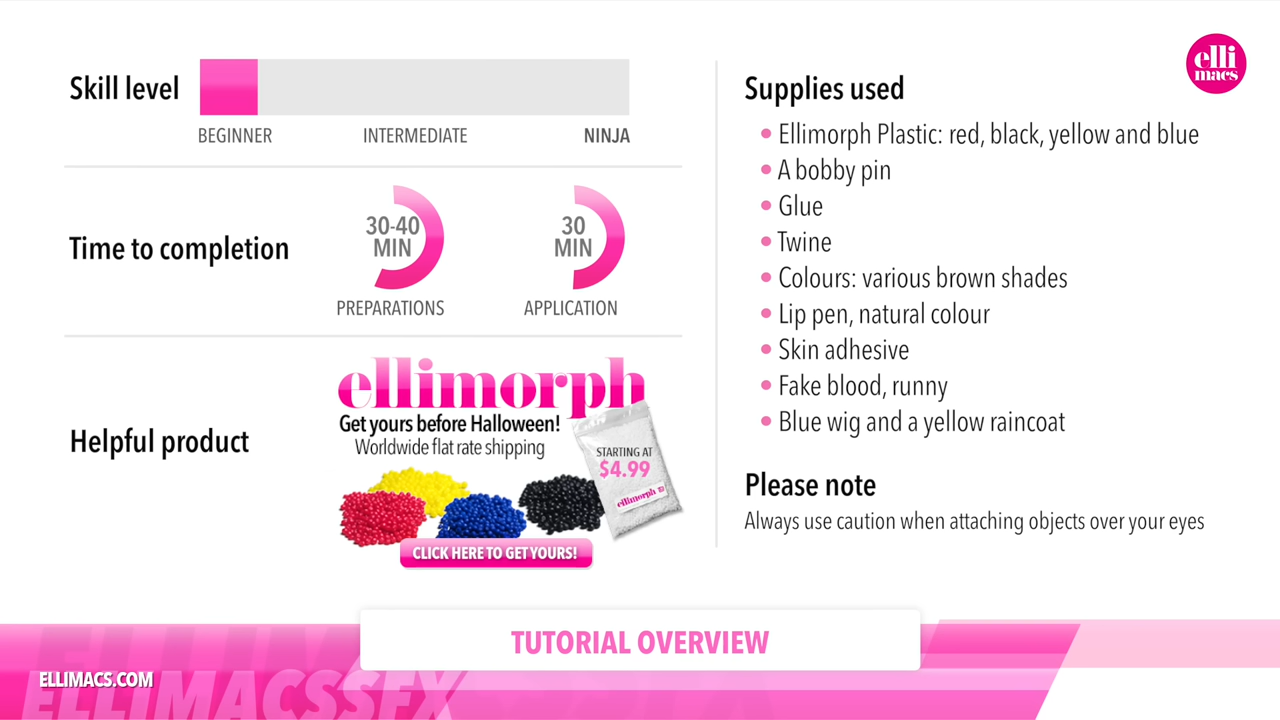 Skill level
BEGINNER INTERMEDIATE NINJA
Time to completion
30-40
MIN
PREPARATIONS
30
MIN
APPLICATION
Helpful product
ellimorph
Get yours before Halloween!
Worldwide flat rate shipping
STARTING AT
$4.99
ellimorph
CLICK HERE TO GET YOURS!
elli
macs
Supplies used
• Ellimorph Plastic: red, black, yellow and blue
• A bobby pin
• Glue
• Twine
• Colours: various brown shades
• Lip pen, natural colour
• Skin adhesive
• Fake blood, runny
• Blue wig and a yellow raincoat
Please note
Always use caution when attaching objects over your eyes
TUTORIAL OVERVIEW
ELLIMACS.COM
ELLIMACSSFX